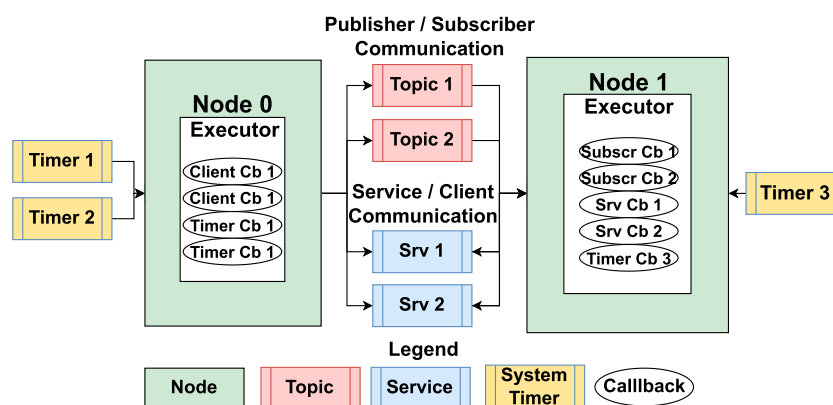 Publisher / Subscriber
Communication
Topic 1
Topic 2
Service / Client
Communication
Srv 1
Srv 2
Timer 1
Timer 2
Node 0
Executor
Client Cb 1
Client Cb 1
Timer Cb 1
Timer Cb 1
Node 1
Executor
Subscr Cb 1
Subscr Cb 2
Srv Cb 1
Srv Cb 2
Timer Cb 3
Timer 3
Legend
Node
Topic
Service
System
Timer
Calllback